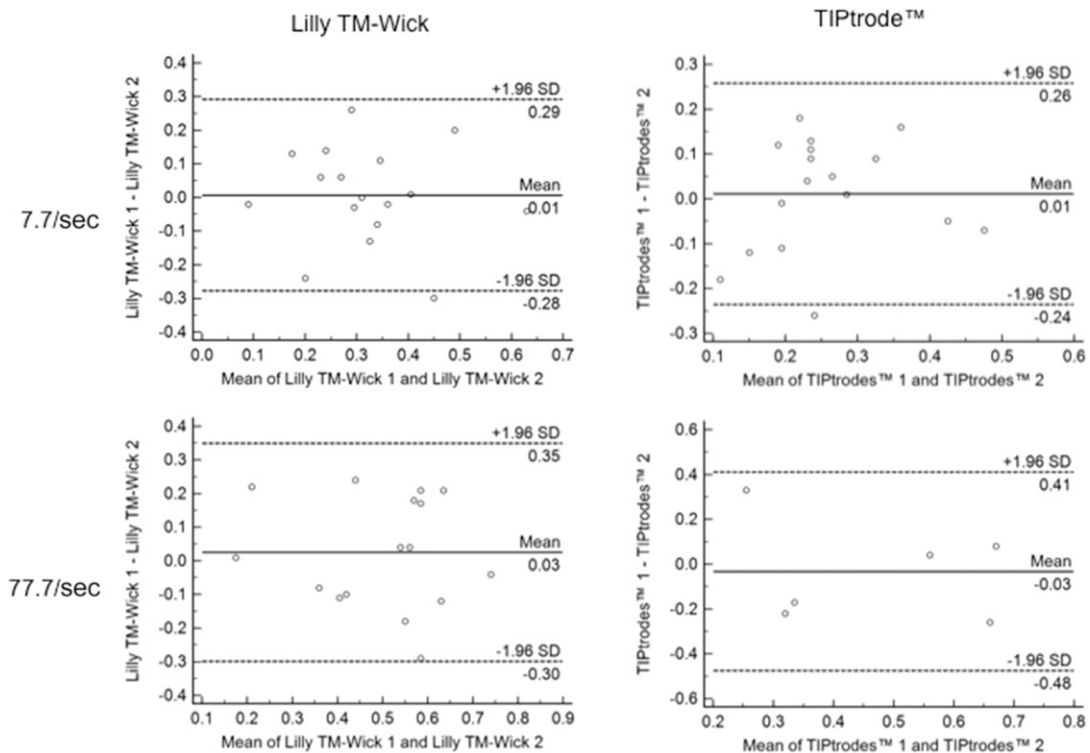 Lilly TM-Wick
TIPtrode™
7.7/sec
Lilly TM-Wick 1 - Lilly TM-Wick 2
0.4
0.3
0.2
0.1
0.0
-0.1
-0.2
-0.3
-0.4
+1.96 SD
0.29
Mean
0.01
-1.96 SD
-0.28
0.0 0.1 0.2 0.3 0.4 0.5 0.6 0.7
Mean of Lilly TM-Wick 1 and Lilly TM-Wick 2
TIPtrodes™ 1 - TIPtrodes™ 2
0.3
0.2
0.1
0.0
-0.1
-0.2
-0.3
+1.96 SD
0.26
Mean
0.01
-1.96 SD
-0.24
0.1 0.2 0.3 0.4 0.5 0.6
Mean of TIPtrodes™ 1 and TIPtrodes™ 2
77.7/sec
Lilly TM-Wick 1 - Lilly TM-Wick 2
0.4
0.3
0.2
0.1
0.0
-0.1
-0.2
-0.3
-0.4
+1.96 SD
0.35
Mean
0.03
-1.96 SD
-0.30
0.1 0.2 0.3 0.4 0.5 0.6 0.7 0.8 0.9
Mean of Lilly TM-Wick 1 and Lilly TM-Wick 2
TIPtrodes™ 1 - TIPtrodes™ 2
0.6
0.4
0.2
0.0
-0.2
-0.4
-0.6
+1.96 SD
0.41
Mean
-0.03
-1.96 SD
-0.48
0.2 0.3 0.4 0.5 0.6 0.7 0.8
Mean of TIPtrodes™ 1 and TIPtrodes™ 2